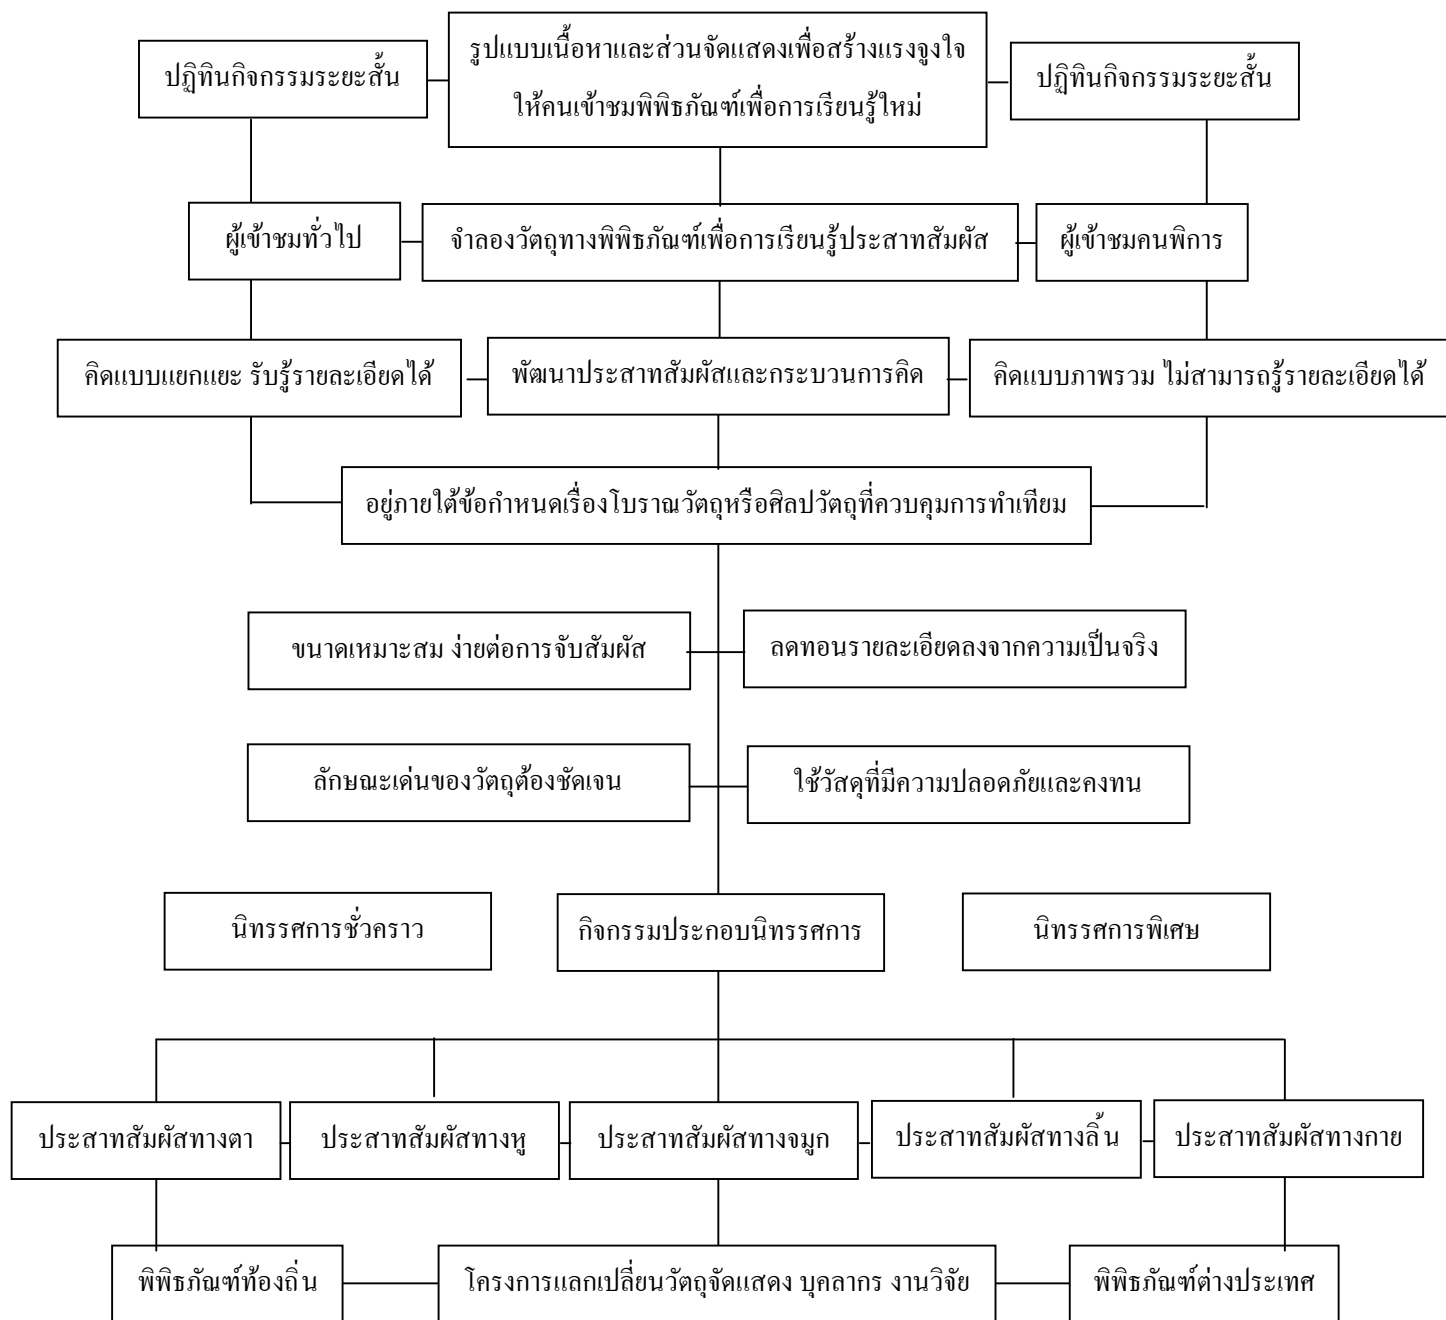 ปฏิทินกิจกรรมระยะสั้น
รูปแบบเนื้อหาและส่วนจัดแสดงเพื่อสร้างแรงจูงใจ
ให้คนเข้าชมพิพิธภัณฑ์เพื่อการเรียนรู้ใหม่
ปฏิทินกิจกรรมระยะสั้น
ผู้เข้าชมทั่วไป
จำลองวัตถุทางพิพิธภัณฑ์เพื่อการเรียนรู้ประสาทสัมผัส
ผู้เข้าชมคนพิการ
คิดแบบแยกแยะ รับรู้รายละเอียดได้
พัฒนาประสาทสัมผัสและกระบวนการคิด
คิดแบบภาพรวม ไม่สามารถรู้รายละเอียดได้
อยู่ภายใต้ข้อกำหนดเรื่องโบราณวัตถุหรือศิลปวัตถุที่ควบคุมการทำเทียม
ขนาดเหมาะสม ง่ายต่อการจับสัมผัส
ลดทอนรายละเอียดลงจากความเป็นจริง
ลักษณะเด่นของวัตถุต้องชัดเจน
ใช้วัสดุที่มีความปลอดภัยและคงทน
นิทรรศการชั่วคราว
กิจกรรมประกอบนิทรรศการ
นิทรรศการพิเศษ
ประสาทสัมผัสทางตา
ประสาทสัมผัสทางหู
ประสาทสัมผัสทางจมูก
ประสาทสัมผัสทางลิ้น
ประสาทสัมผัสทางกาย
พิพิธภัณฑ์ท้องถิ่น
โครงการแลกเปลี่ยนวัตถุจัดแสดง บุคลากร งานวิจัย
พิพิธภัณฑ์ต่างประเทศ